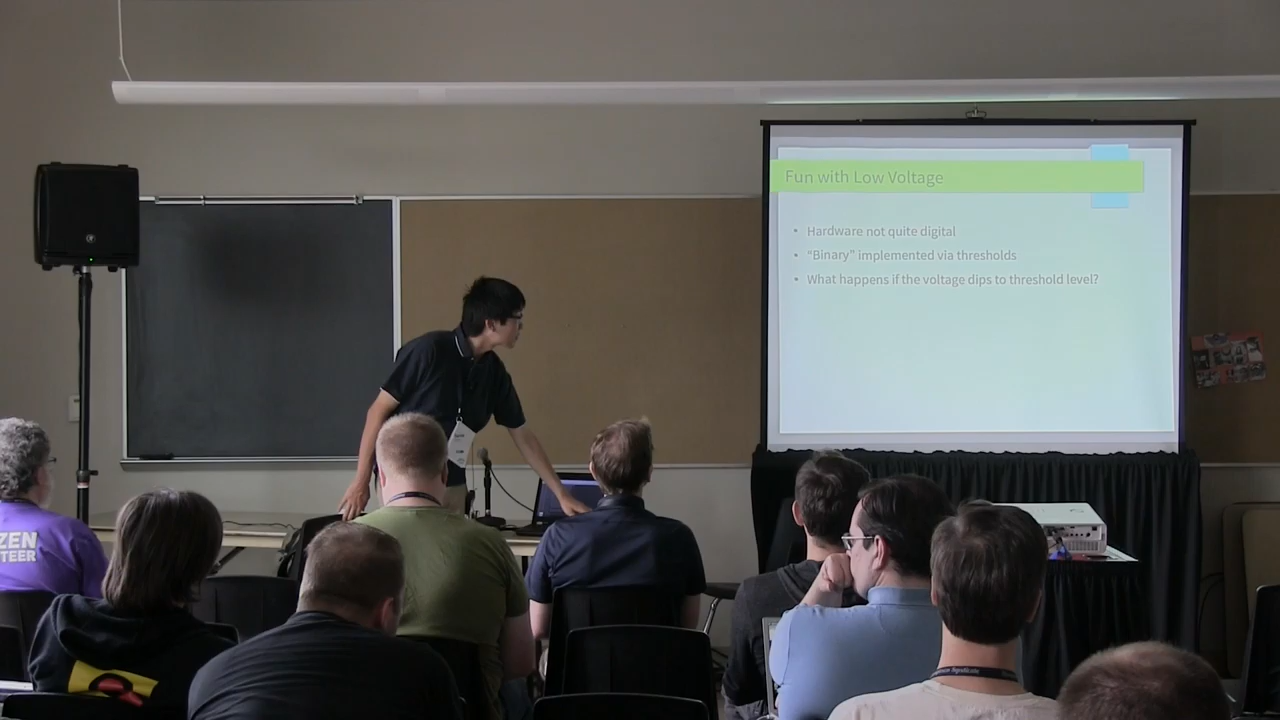 Fun with Low Voltage
• Hardware not quite digital
• “Binary” implemented via thresholds
• What happens if the voltage dips to threshold level?
ZEN
TEER